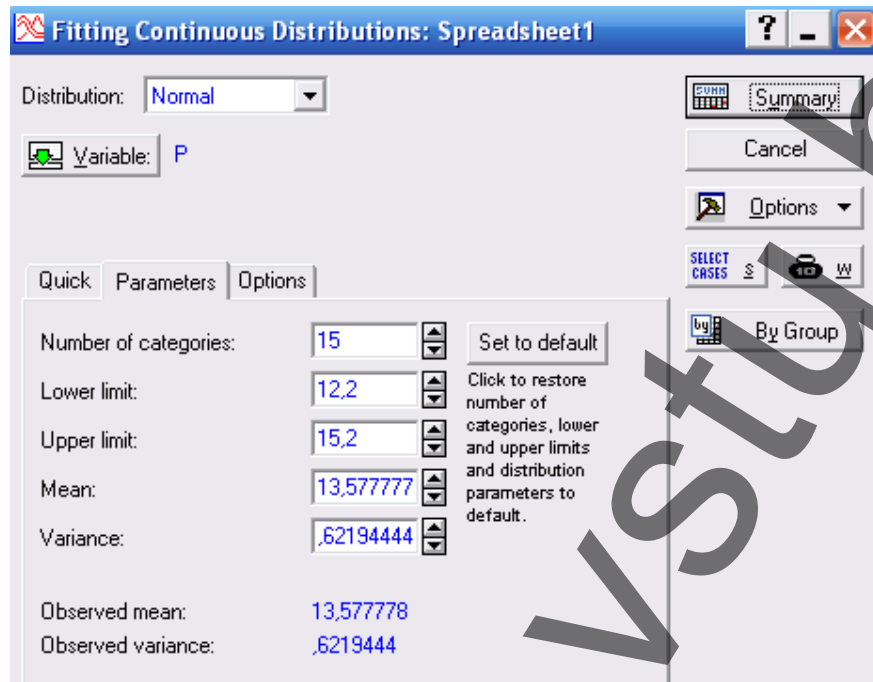 Fitting Continuous Distributions: Spreadsheet1
Distribution: Normal
Variable: P
Summary
Cancel
Options
SELECT CASES S
W
By Group
Quick Parameters Options
Number of categories: 15
Lower limit: 12,2
Upper limit: 15,2
Mean: 13,577777
Variance: ,62194444
Set to default
Click to restore
number of
categories, lower
and upper limits
and distribution
parameters to
default.
Observed mean: 13,577778
Observed variance: ,6219444
vstu